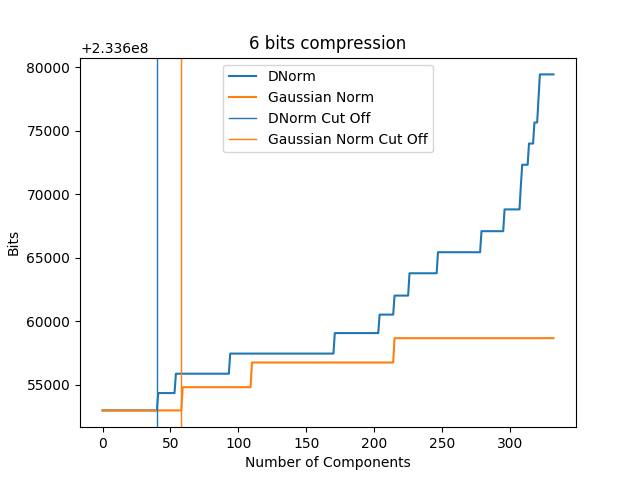 6 bits compression
+2.336e8
80000
75000
70000
65000
60000
55000
Bits
DNorm
Gaussian Norm
DNorm Cut Off
Gaussian Norm Cut Off
0 50 100 150 200 250 300
Number of Components